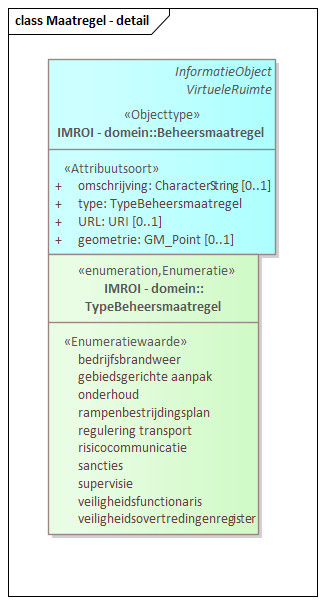 class Maatregel - detail
InformatieObject
VirtueleRuimte
«Objecttype»
IMROI - domein::Beheersmaatregel
«Attribuutsoort»
+ omschrijving: CharacterString [0..1]
+ type: TypeBeheersmaatregel
+ URL: URI [0..1]
+ geometrie: GM_Point [0..1]
«enumeration,Enumeratie»
IMROI - domein::
TypeBeheersmaatregel
«Enumeratiewaarde»
bedrijfsbrandweer
gebiedsgerichte aanpak
onderhoud
rampenbestrijdingsplan
regulering transport
risicocommunicatie
sancties
supervisie
veiligheidsfunctionaris
veiligheidsovertredingenregister